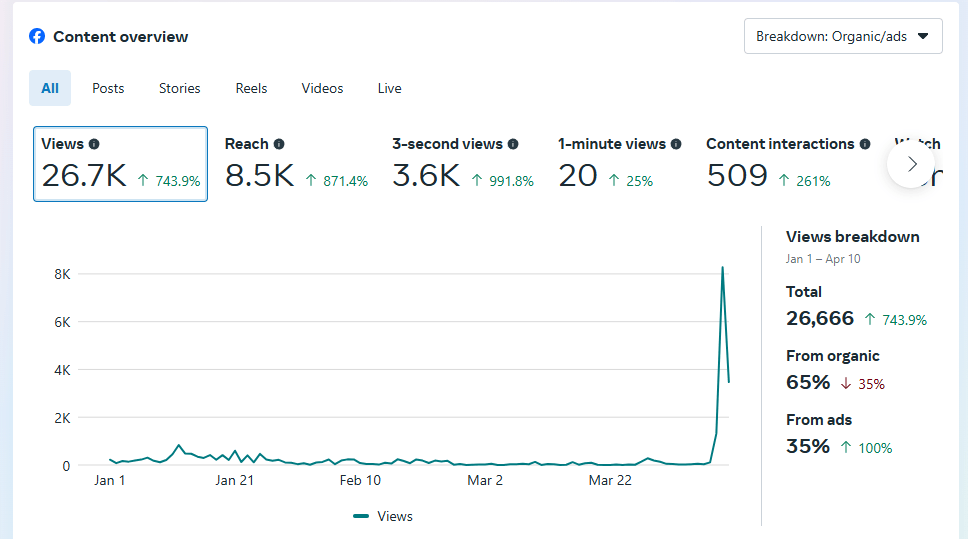 Content overview
Breakdown: Organic/ads
All Posts Stories Reels Videos Live
Views Reach 3-second views 1-minute views Content interactions
26.7K ↑ 743.9% 8.5K ↑ 871.4% 3.6K ↑ 991.8% 20 ↑ 25% 509 ↑ 261%
8K
6K
4K
2K
0
Jan 1 Jan 21 Feb 10 Mar 2 Mar 22
Views
Views breakdown
Jan 1 – Apr 10
Total
26,666 ↑ 743.9%
From organic
65% ↓ 35%
From ads
35% ↑ 100%